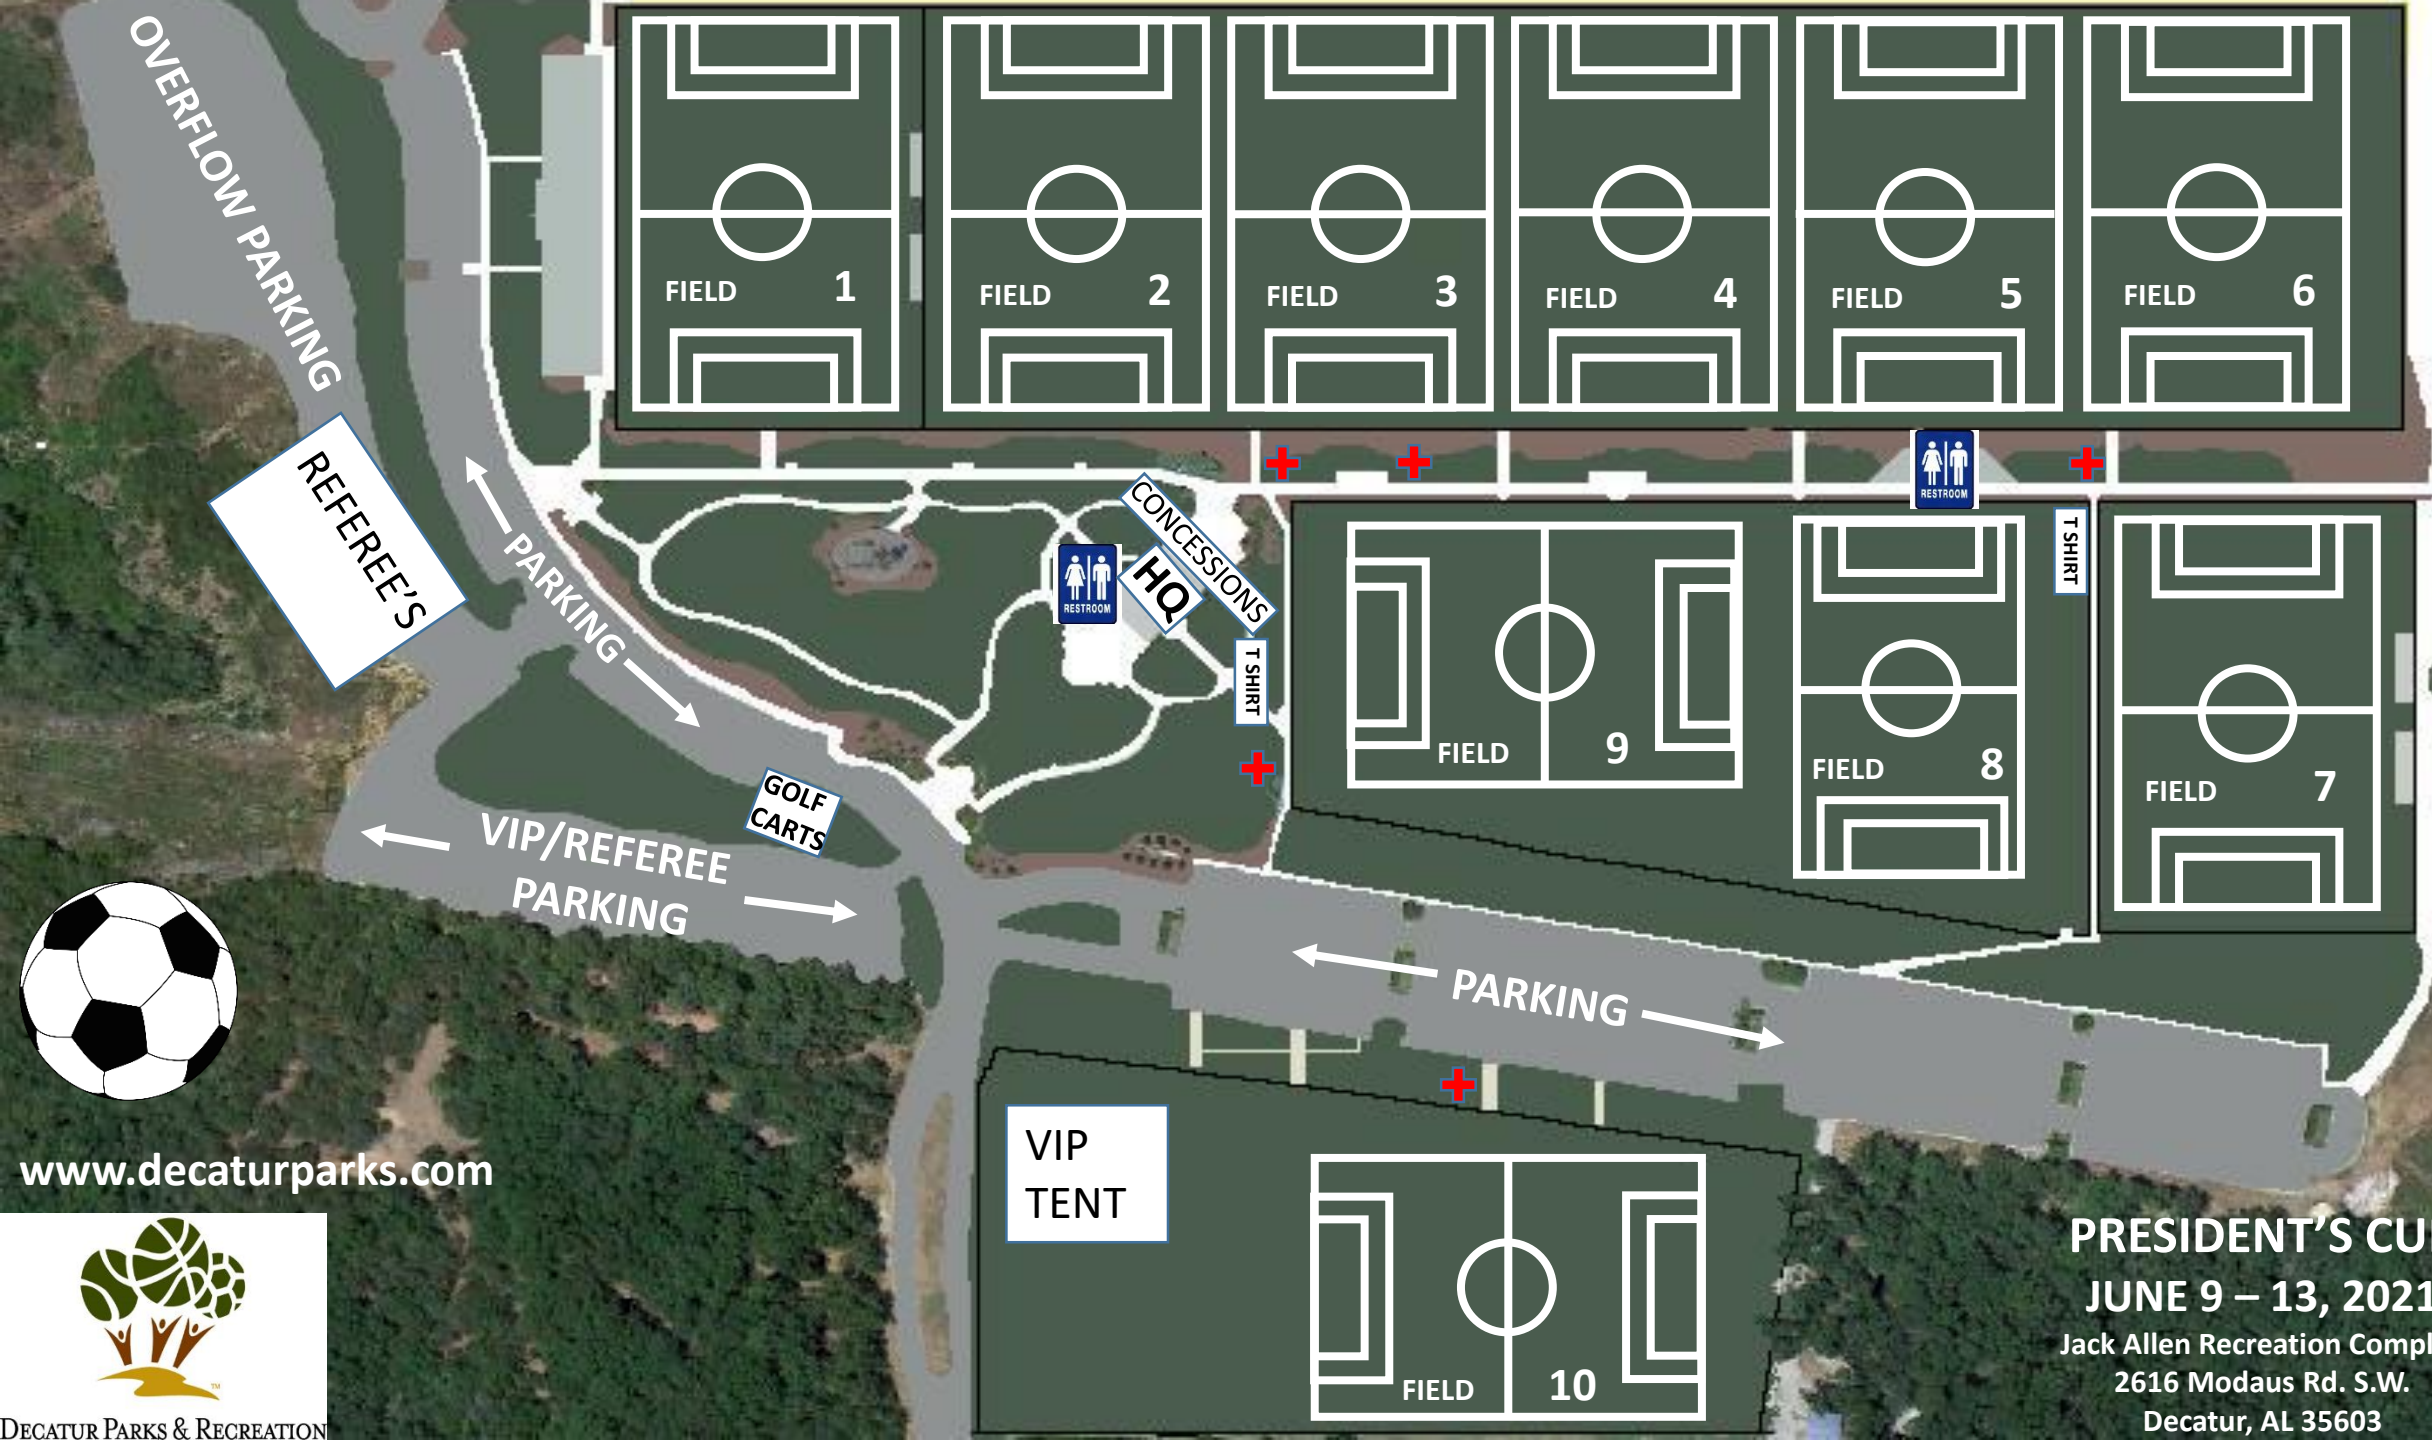 OVERFLOW PARKING
FIELD 1
FIELD 2
FIELD 3
FIELD 4
FIELD 5
FIELD 6
REFEREE'S
PARKING
RESTROOM
CONCESSIONS
HQ
RESTROOM
T SHIRT
T SHIRT
FIELD 9
FIELD 8
FIELD 7
GOLF
CARTS
VIP/REFEREE
PARKING
PARKING
VIP
TENT
FIELD 10
www.decaturparks.com
TM
DECATUR PARKS & RECREATION
PRESIDENT'S CU
JUNE 9 – 13, 2021
Jack Allen Recreation Compl
2616 Modaus Rd. S.W.
Decatur, AL 35603